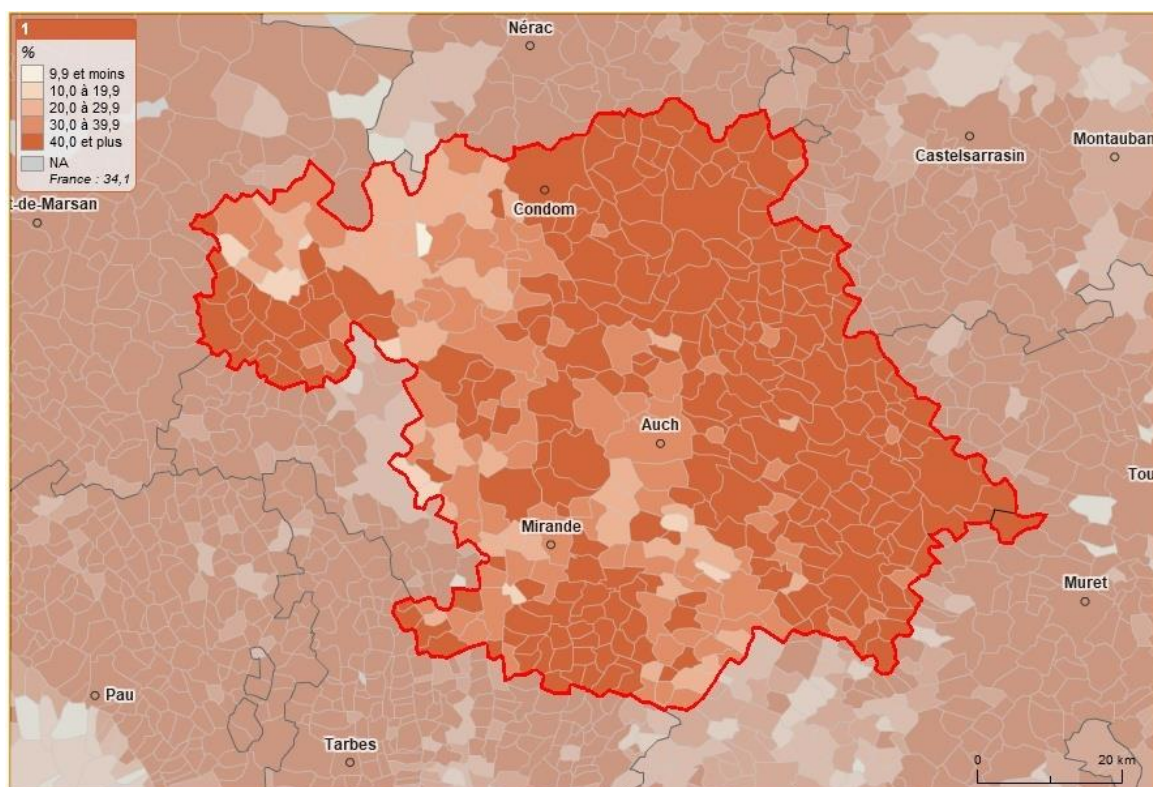 1
%
9,9 et moins
10,0 à 19,9
20,0 à 29,9
30,0 à 39,9
40,0 et plus
NA
France : 34,1
Nérac
Castelsarrasin
Montauban
t-de-Marsan
Condom
Auch
Tou
Mirande
Muret
Pau
Tarbes
0 20 km